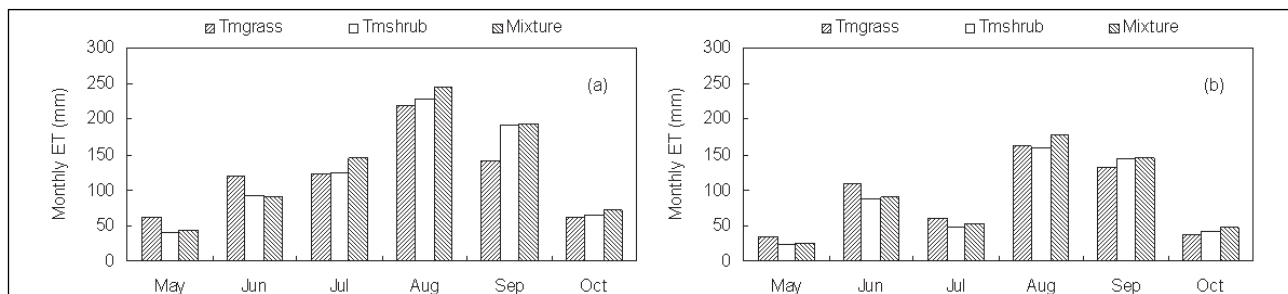 Tmgrass Tmshrub Mixture
300
250
200
150
100
50
0
Monthly ET (mm)
(a)
May Jun Jul Aug Sep Oct
Tmgrass Tmshrub Mixture
300
250
200
150
100
50
0
Monthly ET (mm)
(b)
May Jun Jul Aug Sep Oct